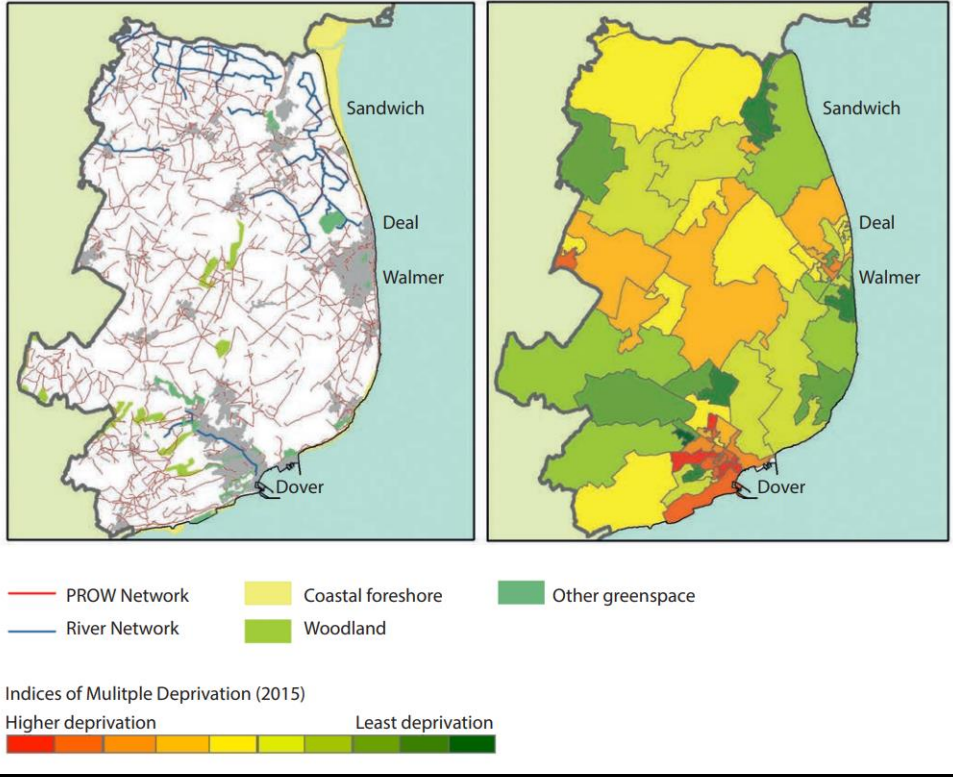 Sandwich
Deal
Walmer
Dover
Sandwich
Deal
Walmer
Dover
PROW Network
Coastal foreshore
Other greenspace
River Network
Woodland
Indices of Mulitple Deprivation (2015)
Higher deprivation
Least deprivation